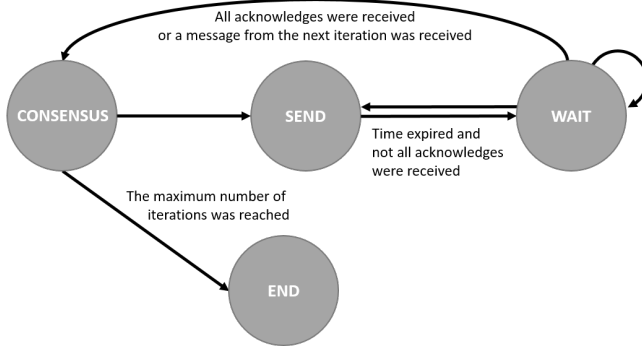 All acknowledges were received
or a message from the next iteration was received
CONSENSUS
SEND
WAIT
Time expired and
not all acknowledges
were received
The maximum number of
iterations was reached
END